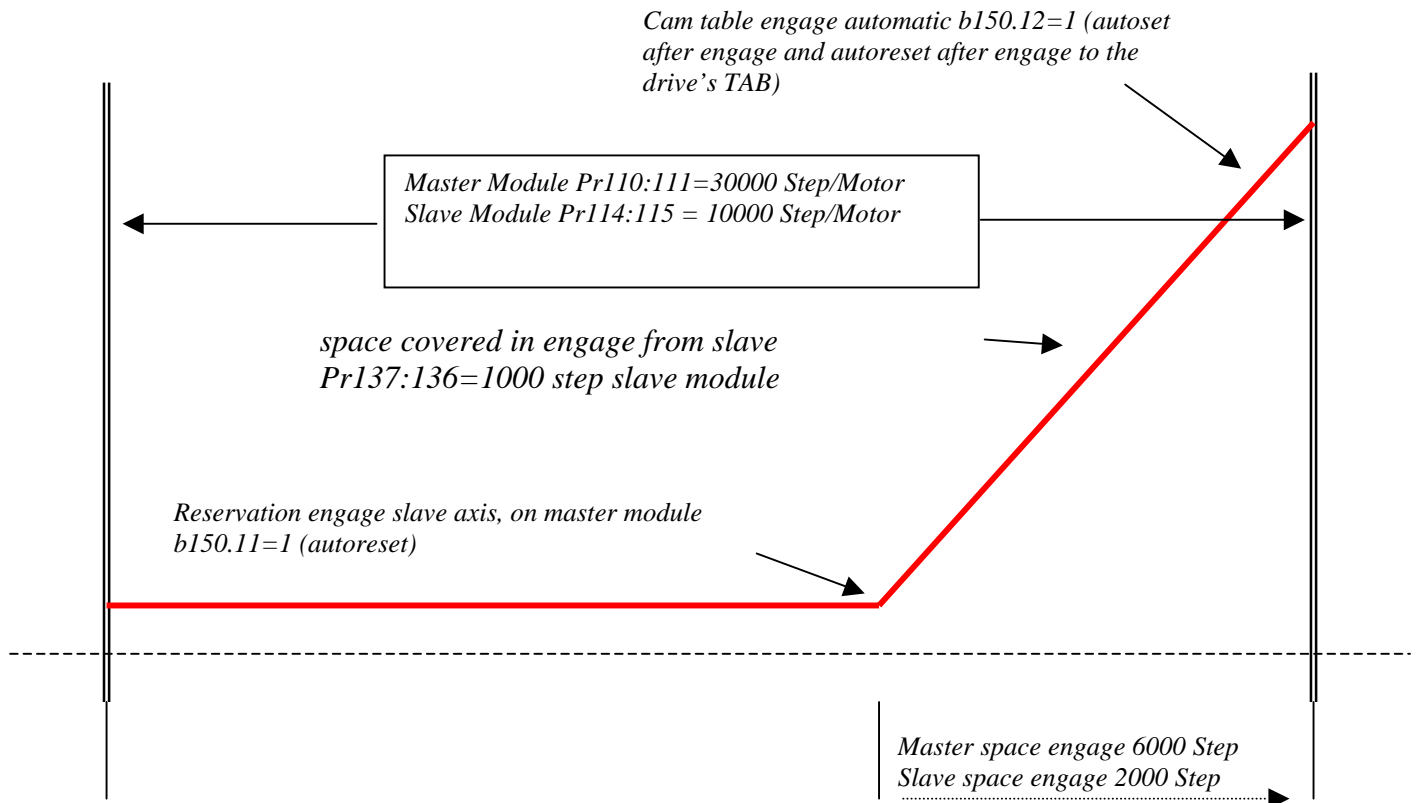 Cam table engage automatic b150.12=1 (autoset
after engage and autoreset after engage to the
drive's TAB)
Master Module Pr110:111=30000 Step/Motor
Slave Module Pr114:115 = 10000 Step/Motor
space covered in engage from slave
Pr137:136=1000 step slave module
Reservation engage slave axis, on master module
b150.11=1 (autoreset)
Master space engage 6000 Step
Slave space engage 2000 Step